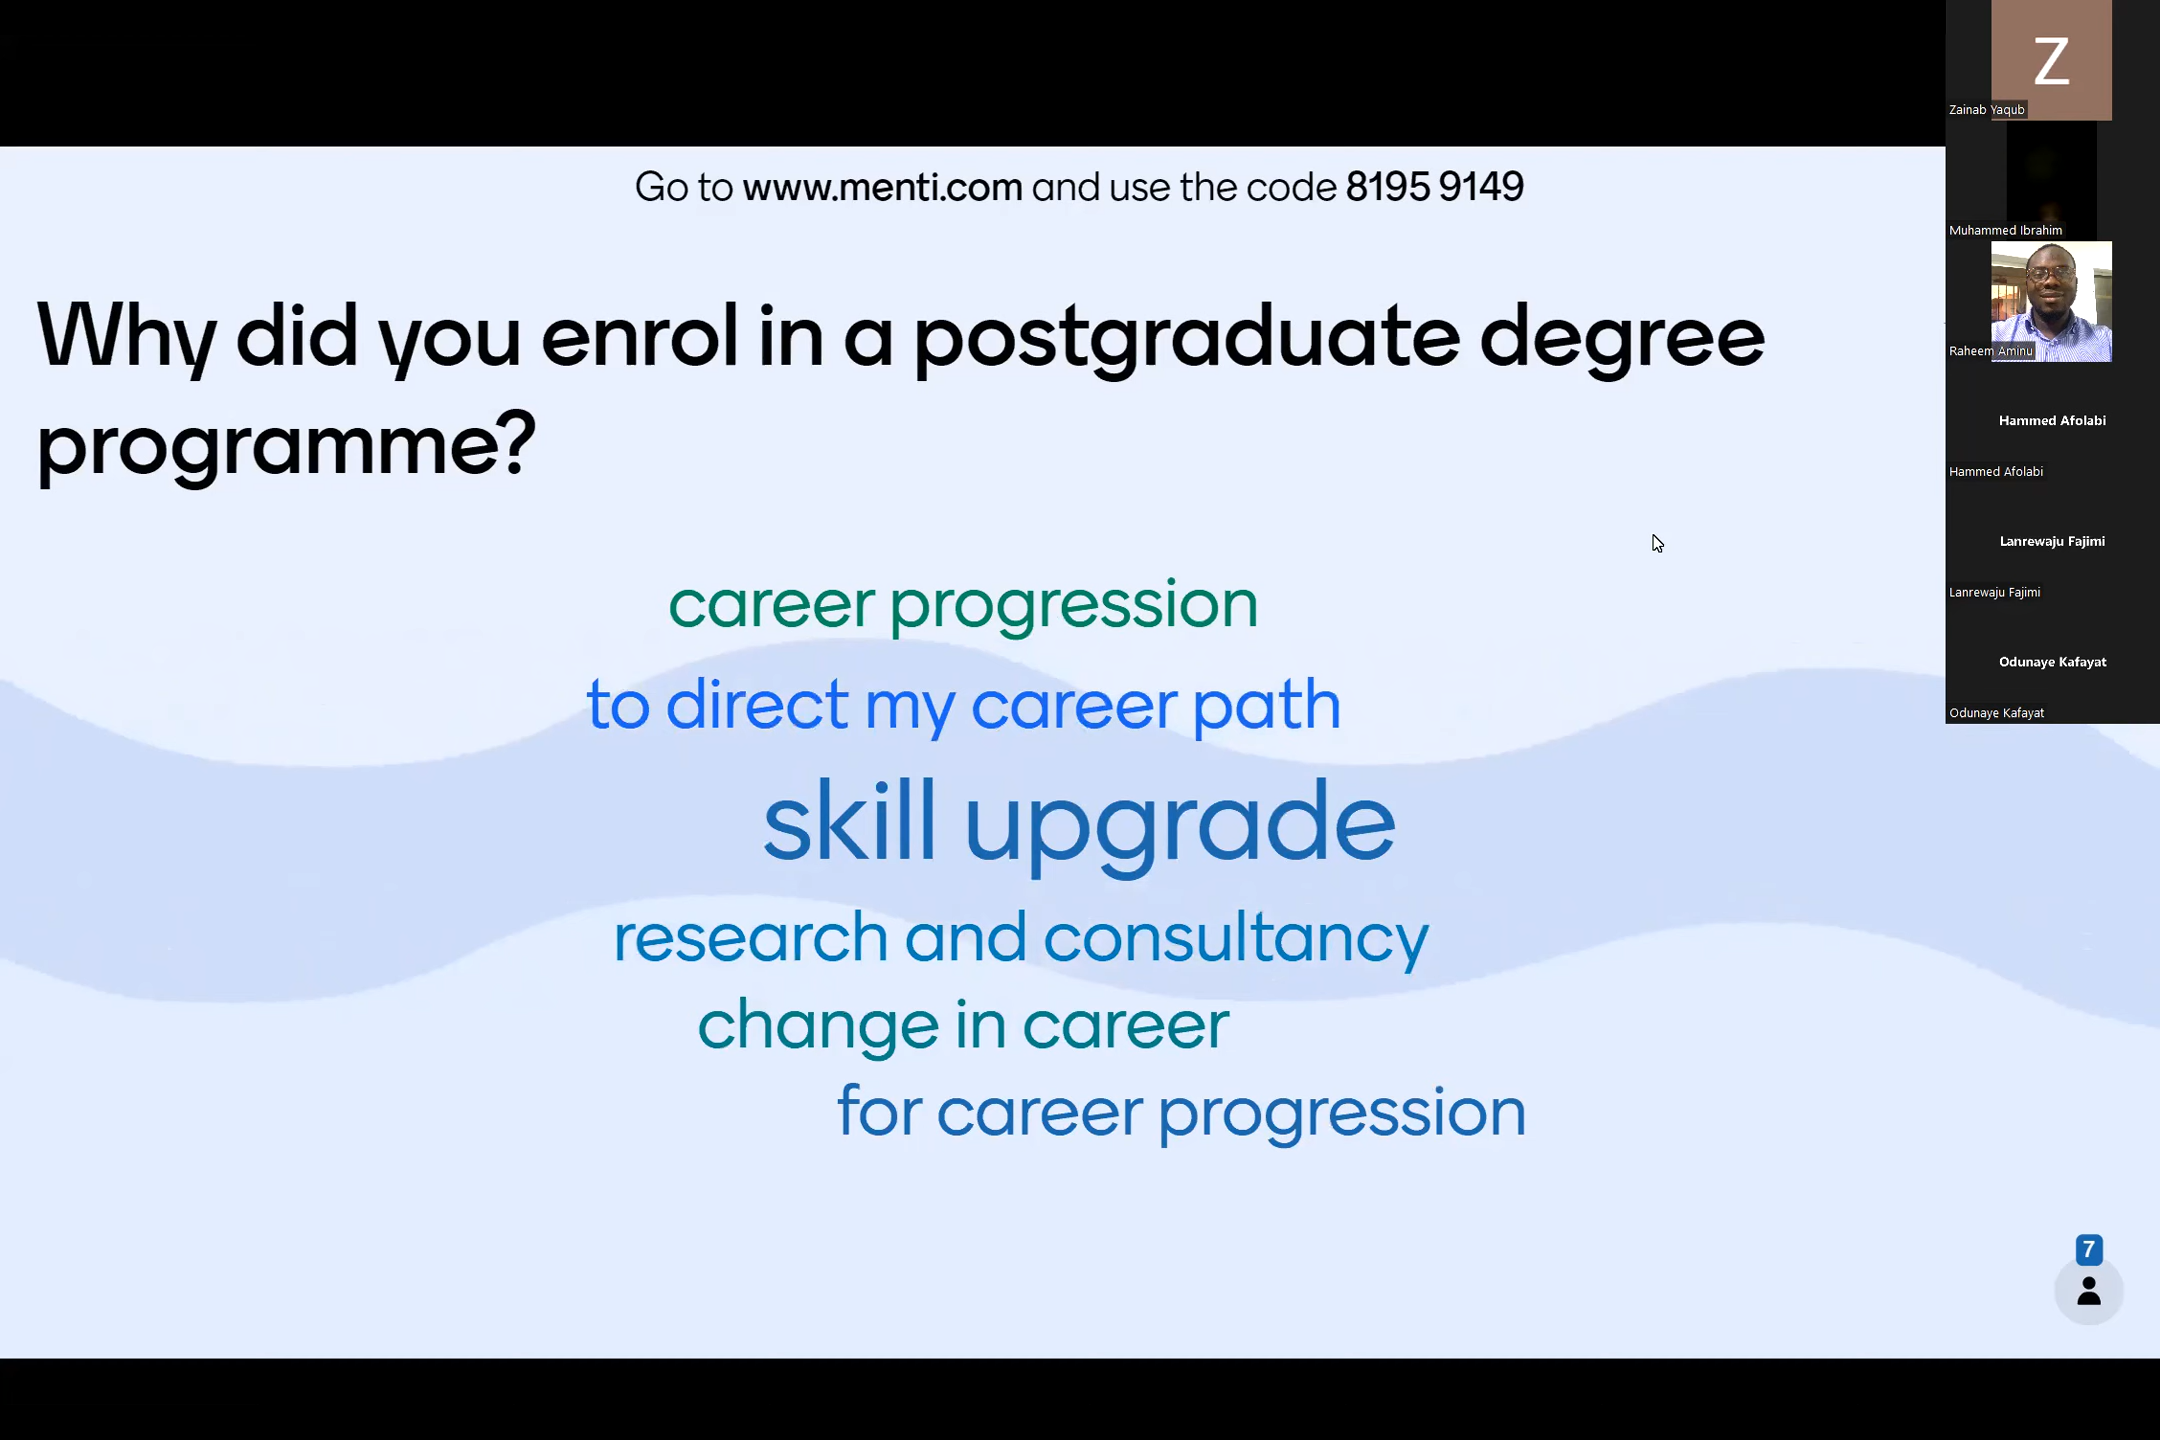 Go to www.menti.com and use the code 8195 9149
Why did you enrol in a postgraduate degree
programme?
career progression
to direct my career path
skill upgrade
research and consultancy
change in career
for career progression
7
Z
Zainab Yaqub
Muhammed Ibrahim
Raheem Aminu
Hammed Afolabi
Hammed Afolabi
Lanrewaju Fajimi
Lanrewaju Fajimi
Odunaye Kafayat
Odunaye Kafayat